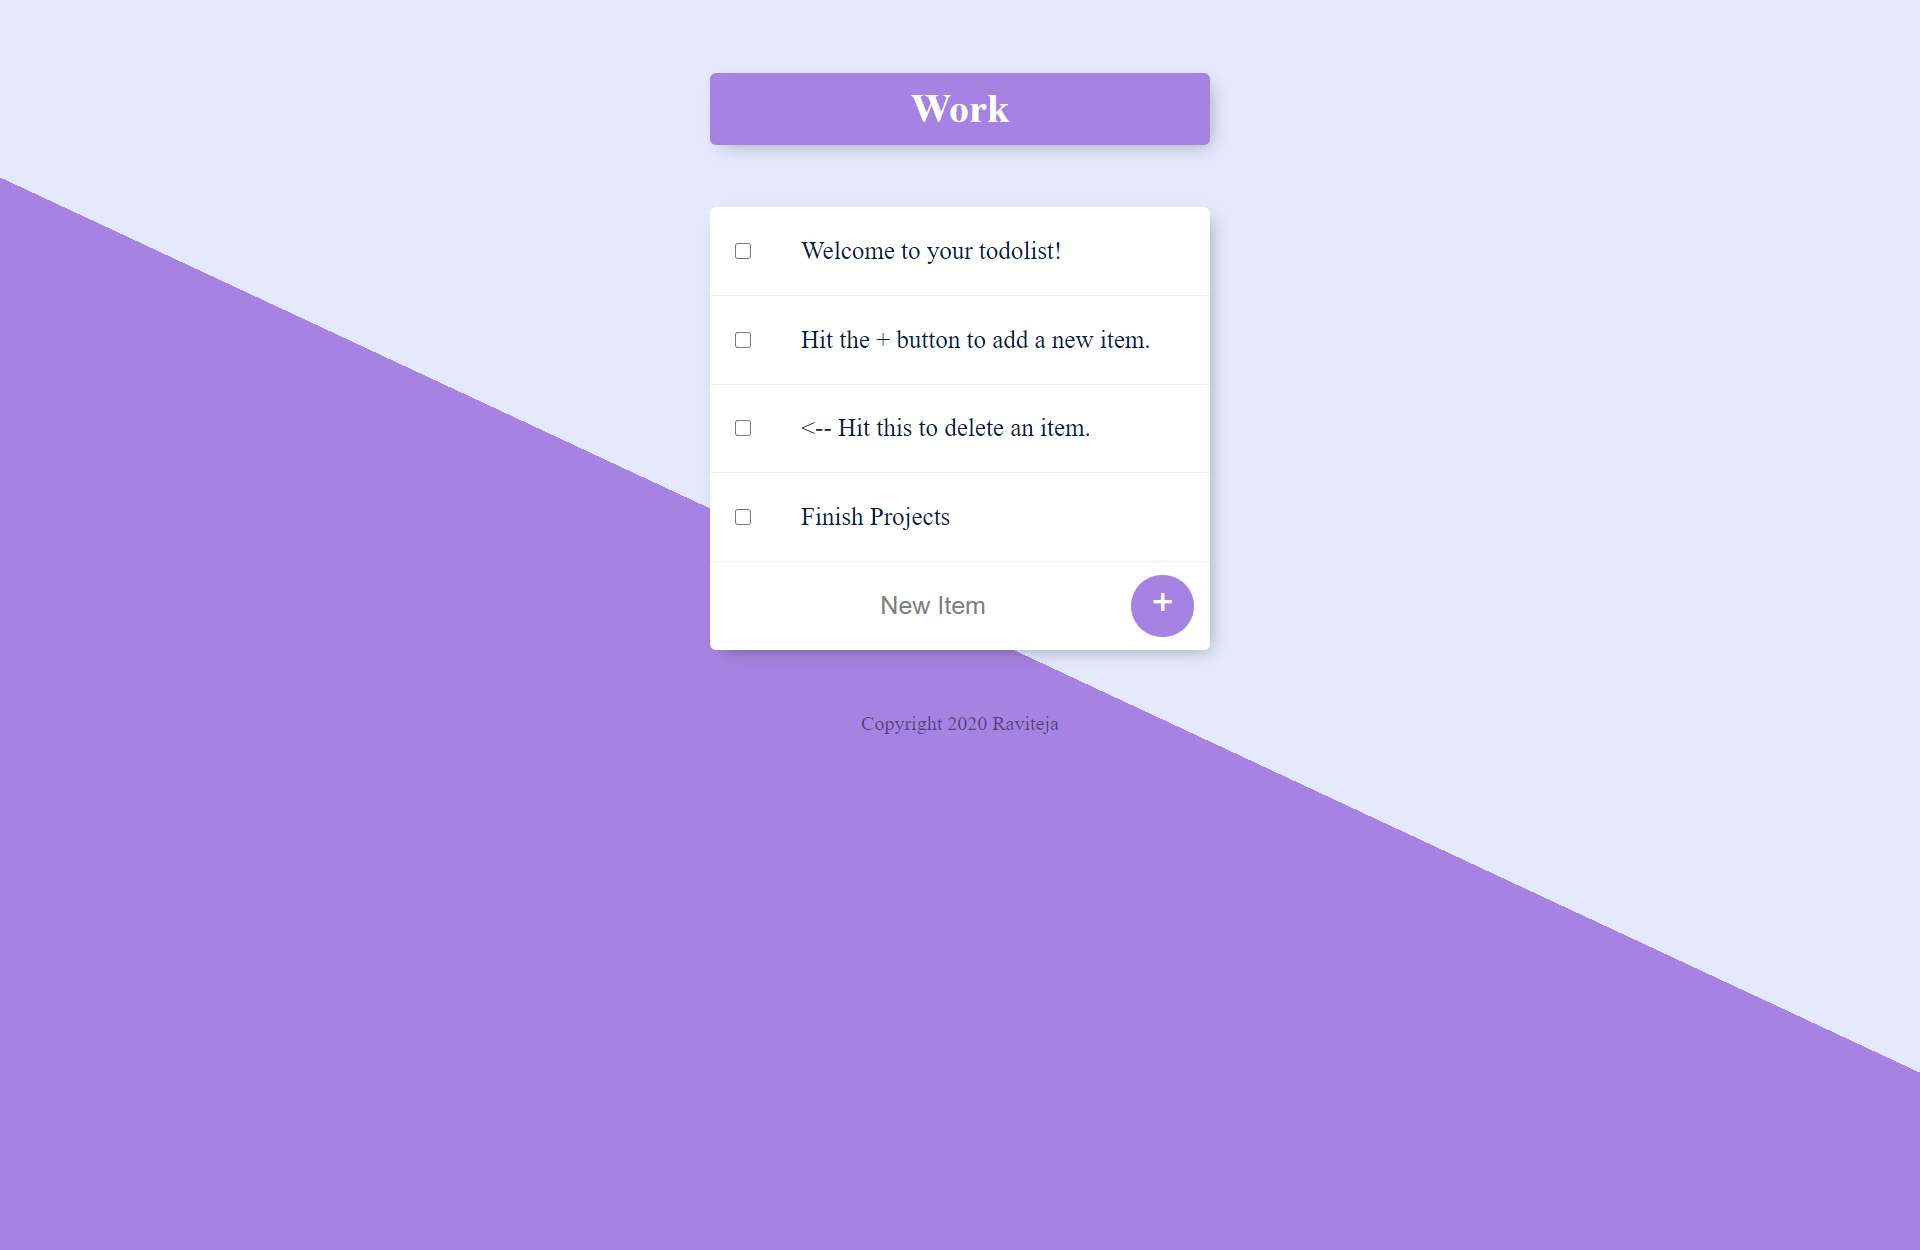 Work
Welcome to your todolist!
Hit the + button to add a new item.
<-- Hit this to delete an item.
Finish Projects
New Item
+
Copyright 2020 Raviteja